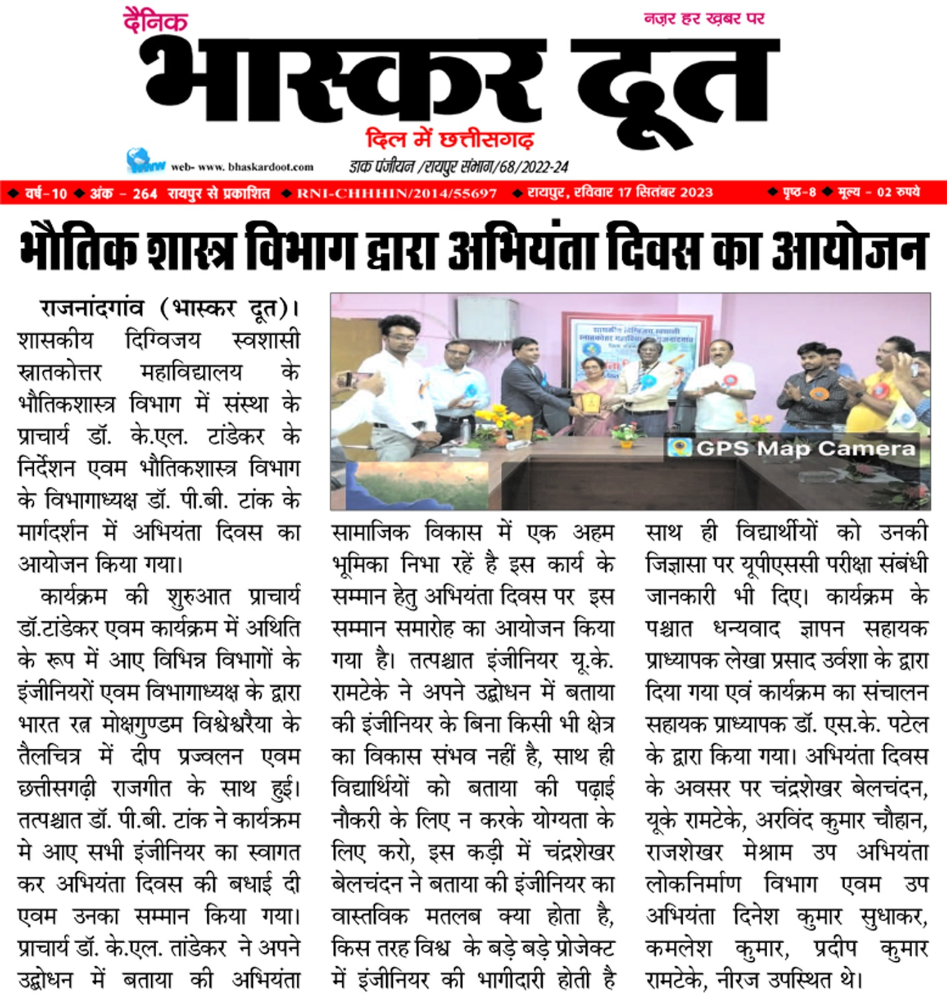 दैनिक
नज़र हर ख़बर पर
भास्कर दूत
दिल में छत्तीसगढ़
www web- www. bhaskardoot.com
डाक पंजीयन /रायपुर संभाग/68/2022-24
वर्ष-10 अंक - 264 रायपुर से प्रकाशित RNI-CHHHIN/2014/55697 रायपुर, रविवार 17 सितंबर 2023 पृष्ठ-8 मूल्य - 02 रुपये
भौतिक शास्त्र विभाग द्वारा अभियंता दिवस का आयोजन
राजनांदगांव (भास्कर दूत)।
शासकीय दिग्विजय स्वशासी
स्नातकोत्तर महाविद्यालय के
भौतिकशास्त्र विभाग में संस्था के
प्राचार्य डॉ. के.एल. टांडेकर के
निर्देशन एवम भौतिकशास्त्र विभाग
के विभागाध्यक्ष डॉ. पी.बी. टांक के
मार्गदर्शन में अभियंता दिवस का
आयोजन किया गया।
कार्यक्रम की शुरुआत प्राचार्य
डॉ.टांडेकर एवम कार्यक्रम में अथिति
के रूप में आए विभिन्न विभागों के
इंजीनियरों एवम विभागाध्यक्ष के द्वारा
भारत रत्न मोक्षगुण्डम विश्वेश्वरैया के
तैलचित्र में दीप प्रज्वलन एवम
छत्तीसगढ़ी राजगीत के साथ हुई।
तत्पश्चात डॉ. पी.बी. टांक ने कार्यक्रम
मे आए सभी इंजीनियर का स्वागत
कर अभियंता दिवस की बधाई दी
एवम उनका सम्मान किया गया।
प्राचार्य डॉ. के.एल. तांडेकर ने अपने
उद्बोधन में बताया की अभियंता
शासकीय दिग्विजय स्वशासी
GPS Map Camera
सामाजिक विकास में एक अहम
भूमिका निभा रहें है इस कार्य के
सम्मान हेतु अभियंता दिवस पर इस
सम्मान समारोह का आयोजन किया
गया है। तत्पश्चात इंजीनियर यू.के.
रामटेके ने अपने उद्बोधन में बताया
की इंजीनियर के बिना किसी भी क्षेत्र
का विकास संभव नहीं है, साथ ही
विद्यार्थियों को बताया की पढ़ाई
नौकरी के लिए न करके योग्यता के
लिए करो, इस कड़ी में चंद्रशेखर
बेलचंदन ने बताया की इंजीनियर का
वास्तविक मतलब क्या होता है,
किस तरह विश्व के बड़े बड़े प्रोजेक्ट
में इंजीनियर की भागीदारी होती है
साथ ही विद्यार्थीयों को उनकी
जिज्ञासा पर यूपीएससी परीक्षा संबंधी
जानकारी भी दिए। कार्यक्रम के
पश्चात धन्यवाद ज्ञापन सहायक
प्राध्यापक लेखा प्रसाद उर्वशा के द्वारा
दिया गया एवं कार्यक्रम का संचालन
सहायक प्राध्यापक डॉ. एस.के. पटेल
के द्वारा किया गया। अभियंता दिवस
के अवसर पर चंद्रशेखर बेलचंदन,
यूके रामटेके, अरविंद कुमार चौहान,
राजशेखर मेश्राम उप अभियंता
लोकनिर्माण विभाग एवम उप
अभियंता दिनेश कुमार सुधाकर,
कमलेश कुमार, प्रदीप कुमार
रामटेके, नीरज उपस्थित थे।